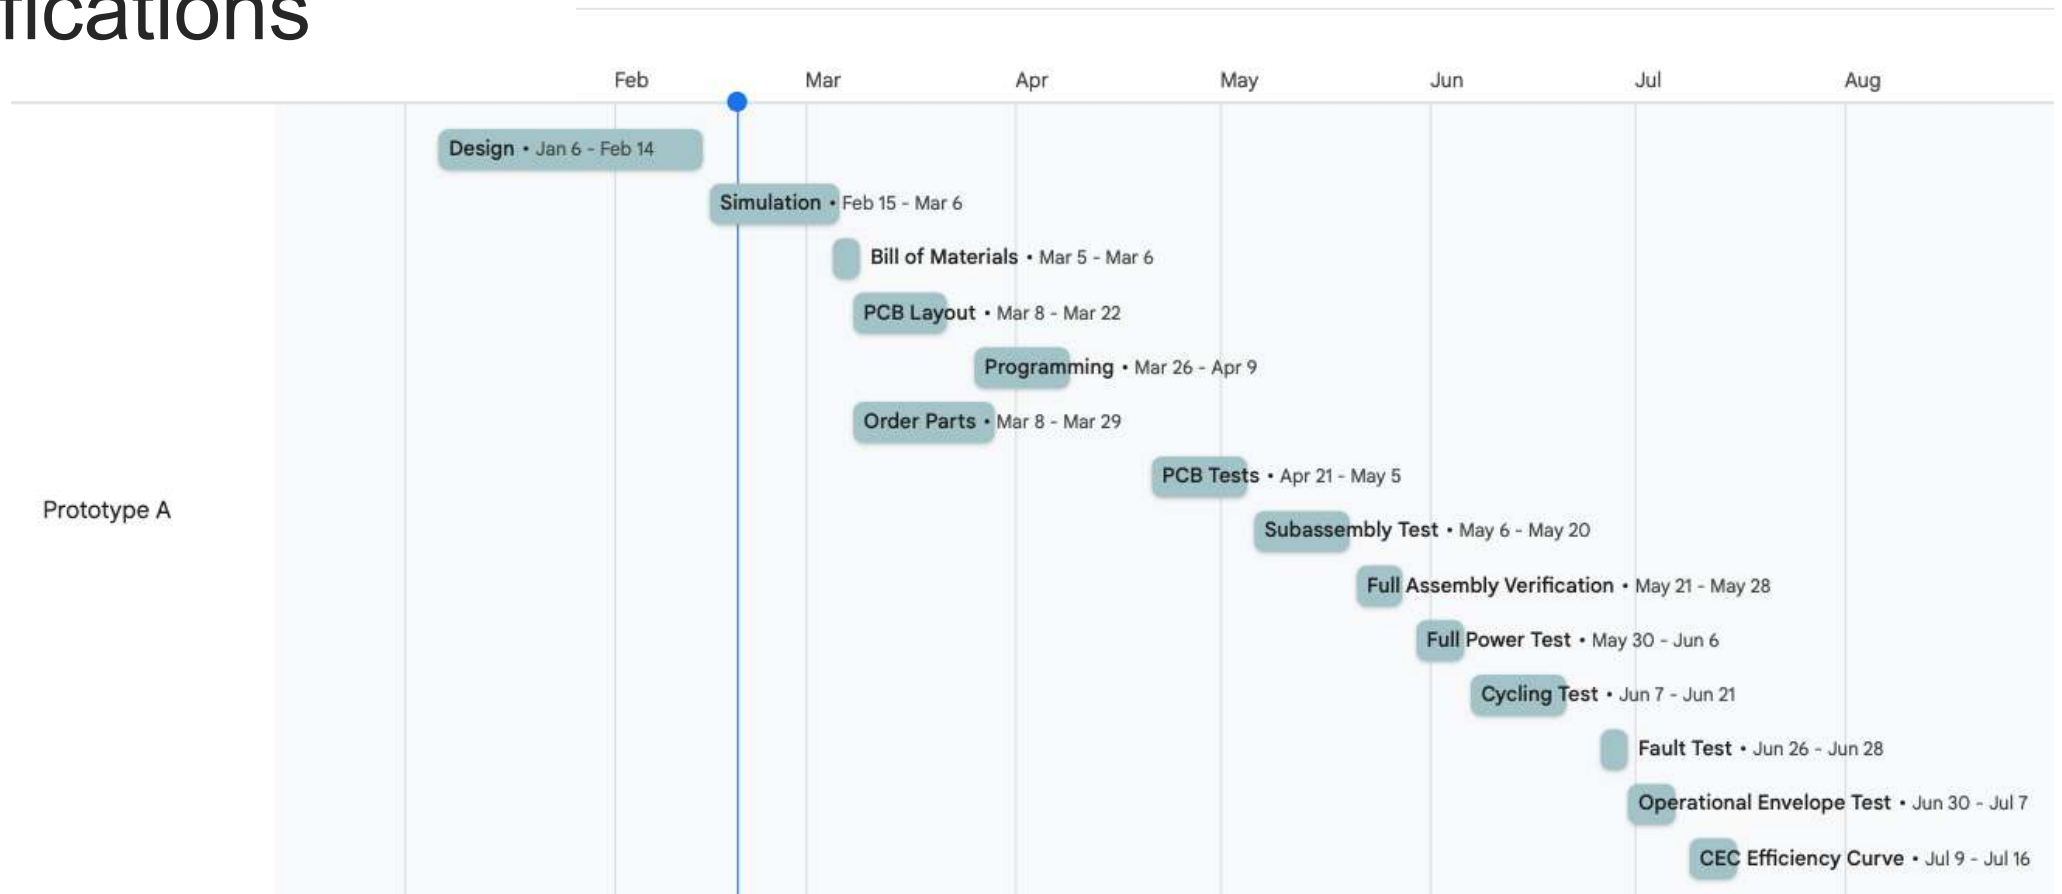 fications
Feb Mar Apr May Jun Jul Aug
Design • Jan 6 - Feb 14
Simulation • Feb 15 - Mar 6
Bill of Materials • Mar 5 - Mar 6
PCB Layout • Mar 8 - Mar 22
Programming • Mar 26 - Apr 9
Order Parts • Mar 8 - Mar 29
PCB Tests • Apr 21 - May 5
Prototype A
Subassembly Test • May 6 - May 20
Full Assembly Verification • May 21 - May 28
Full Power Test • May 30 - Jun 6
Cycling Test • Jun 7 - Jun 21
Fault Test • Jun 26 - Jun 28
Operational Envelope Test • Jun 30 - Jul 7
CEC Efficiency Curve • Jul 9 - Jul 16